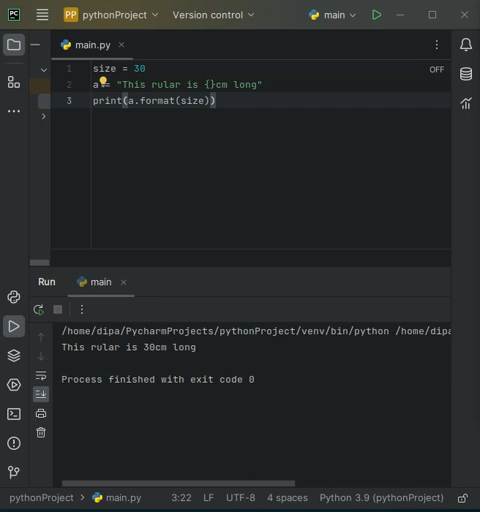 PC PP pythonProject Version control main
main.py
OFF
1 size = 30
2 a = "This rular is {}cm long"
3 print(a.format(size))
Run main
/home/dipa/PycharmProjects/pythonProject/venv/bin/python /home/dipa
This rular is 30cm long
Process finished with exit code 0
pythonProject main.py 3:22 LF UTF-8 4 spaces Python 3.9 (pythonProject)